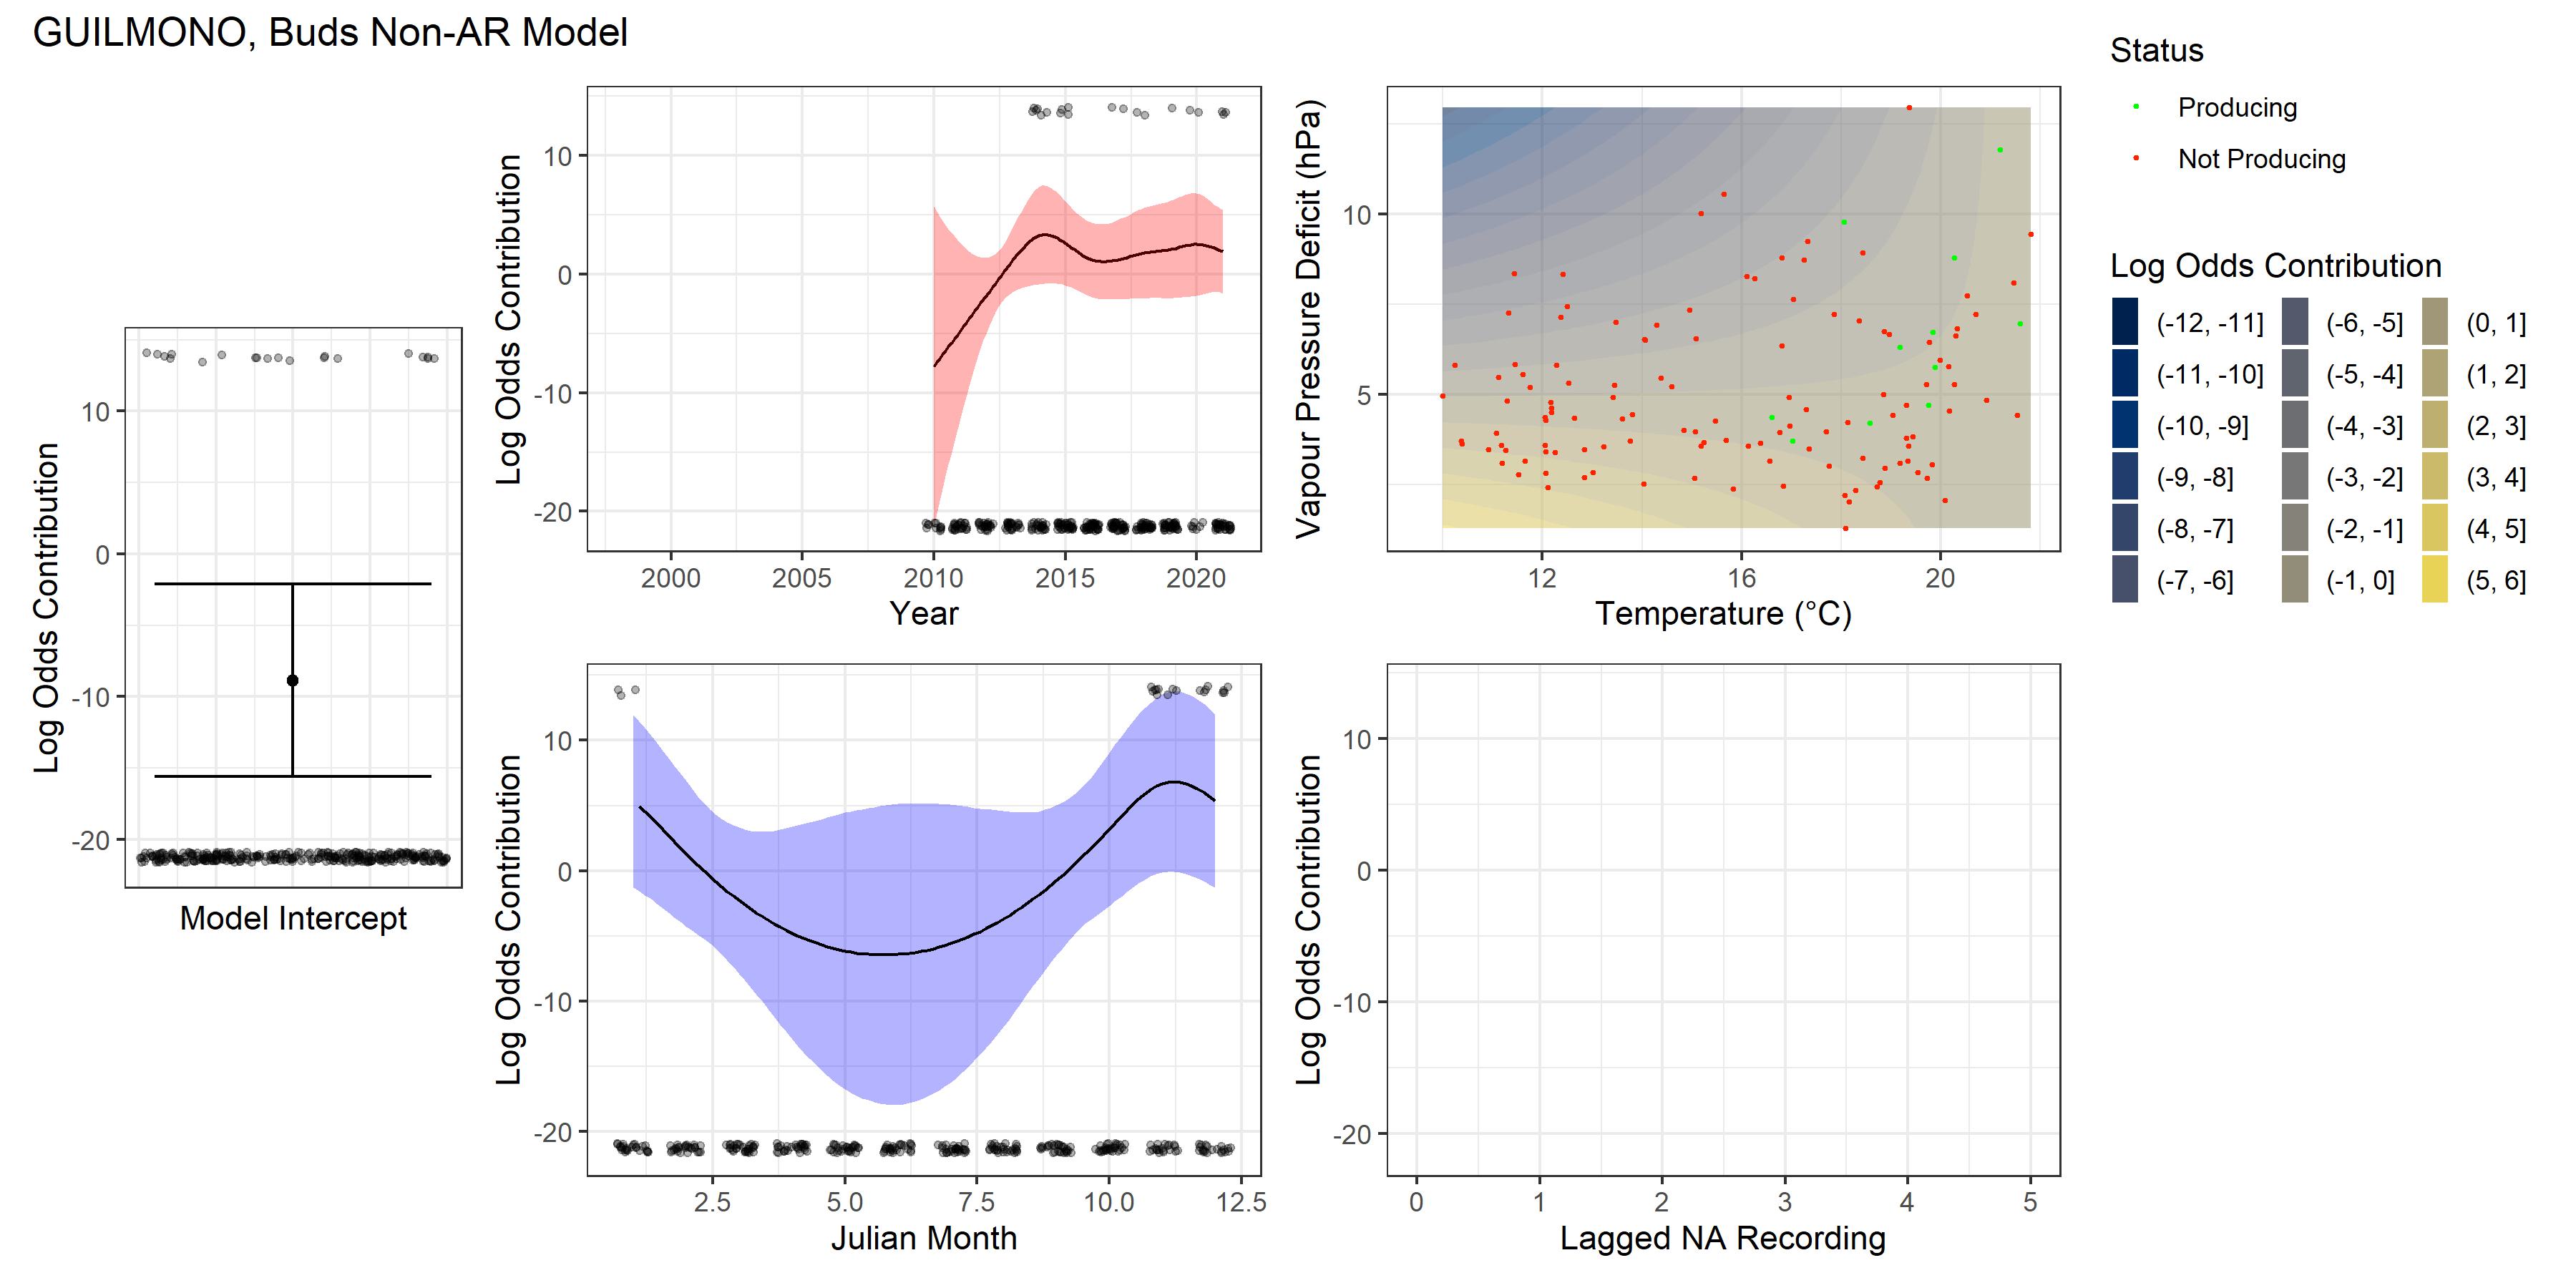 GUILMONO, Buds Non-AR Model
Log Odds Contribution
10
0
-10
-20
Model Intercept
Log Odds Contribution
10
0
-10
-20
2000 2005 2010 2015 2020
Year
Vapour Pressure Deficit (hPa)
10
5
12 16 20
Temperature (°C)
Log Odds Contribution
10
0
-10
-20
2.5 5.0 7.5 10.0 12.5
Julian Month
Log Odds Contribution
10
0
-10
-20
0 1 2 3 4 5
Lagged NA Recording
Status
Producing
Not Producing
Log Odds Contribution
(-12, -11] (-6, -5] (0, 1]
(-11, -10] (-5, -4] (1, 2]
(-10, -9] (-4, -3] (2, 3]
(-9, -8] (-3, -2] (3, 4]
(-8, -7] (-2, -1] (4, 5]
(-7, -6] (-1, 0] (5, 6]